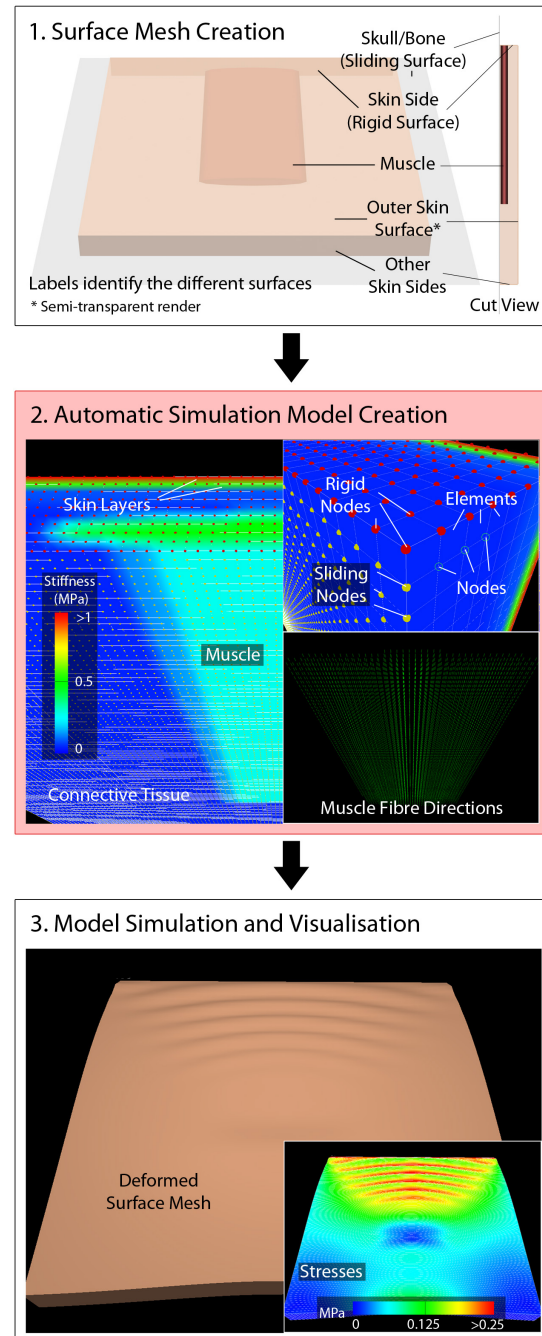 1. Surface Mesh Creation
Skull/Bone
(Sliding Surface)
Skin Side
(Rigid Surface)
Muscle
Outer Skin
Surface*
Other
Skin Sides
Labels identify the different surfaces
* Semi-transparent render
Cut View
2. Automatic Simulation Model Creation
Skin Layers
Stiffness
(MPa)
>1
0.5
0
Muscle
Connective Tissue
Rigid
Nodes
Elements
Sliding
Nodes
Nodes
Muscle Fibre Directions
3. Model Simulation and Visualisation
Deformed
Surface Mesh
Stresses
MPa
0 0.125 >0.25